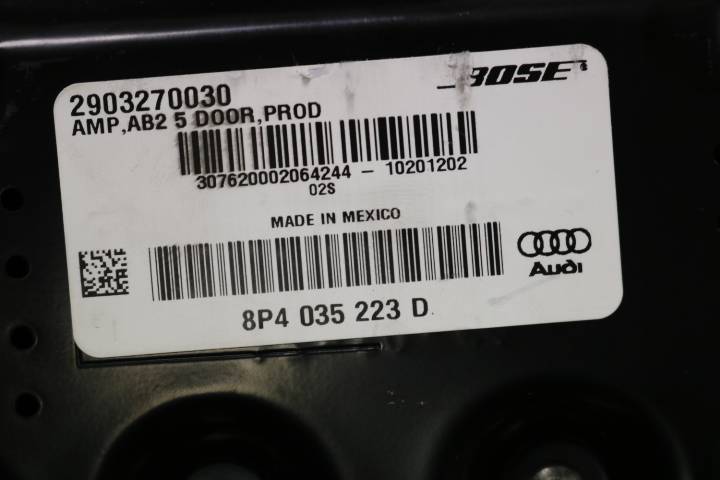 BOSE
2903270030
AMP,AB2 5 DOOR,PROD
307620002064244 - 10201202
02S
MADE IN MEXICO
Audi
8P4 035 223 D